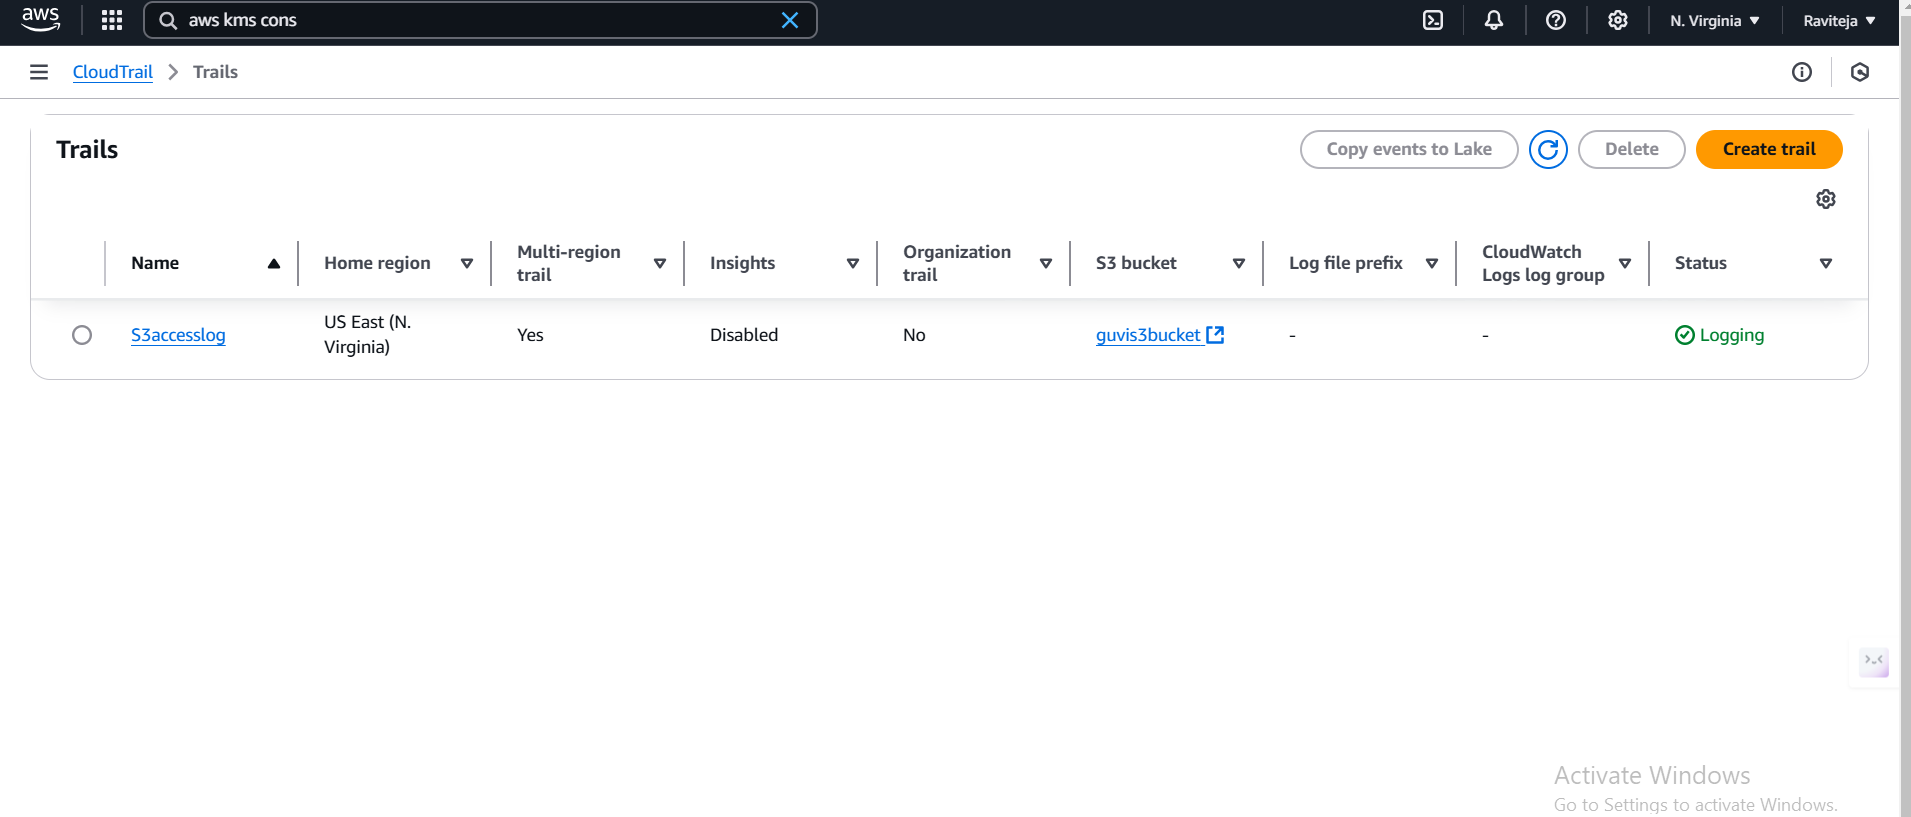 aws
aws kms cons
N. Virginia
Raviteja
CloudTrail
Trails
Trails
Copy events to Lake
Delete
Create trail
Name
Home region
Multi-region
trail
Insights
Organization
trail
S3 bucket
Log file prefix
CloudWatch
Logs log group
Status
S3accesslog
US East (N.
Virginia)
Yes
Disabled
No
guvis3bucket
-
-
Logging
Activate Windows
Go to Settings to activate Windows.